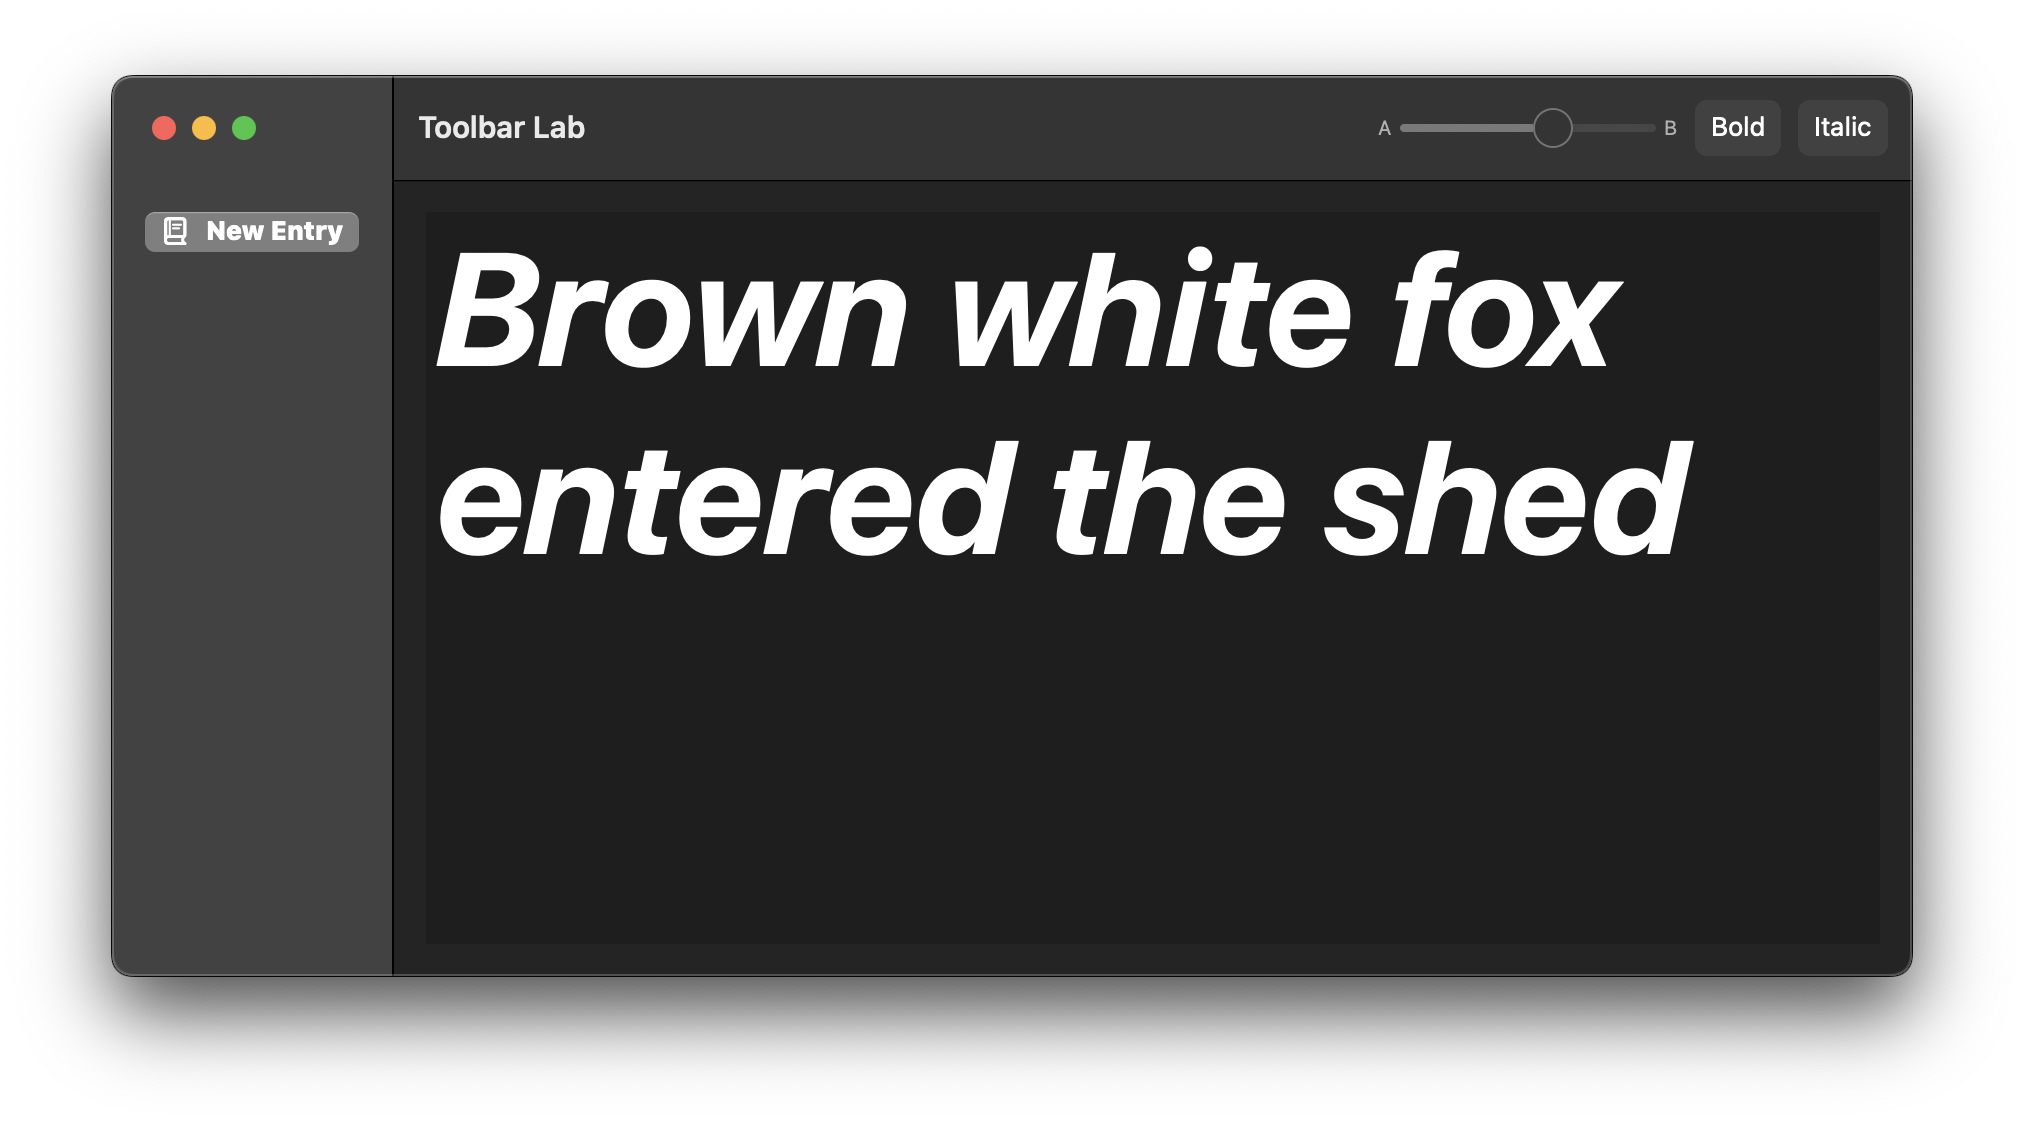 Toolbar Lab
A B Bold Italic
New Entry
Brown white fox
entered the shed